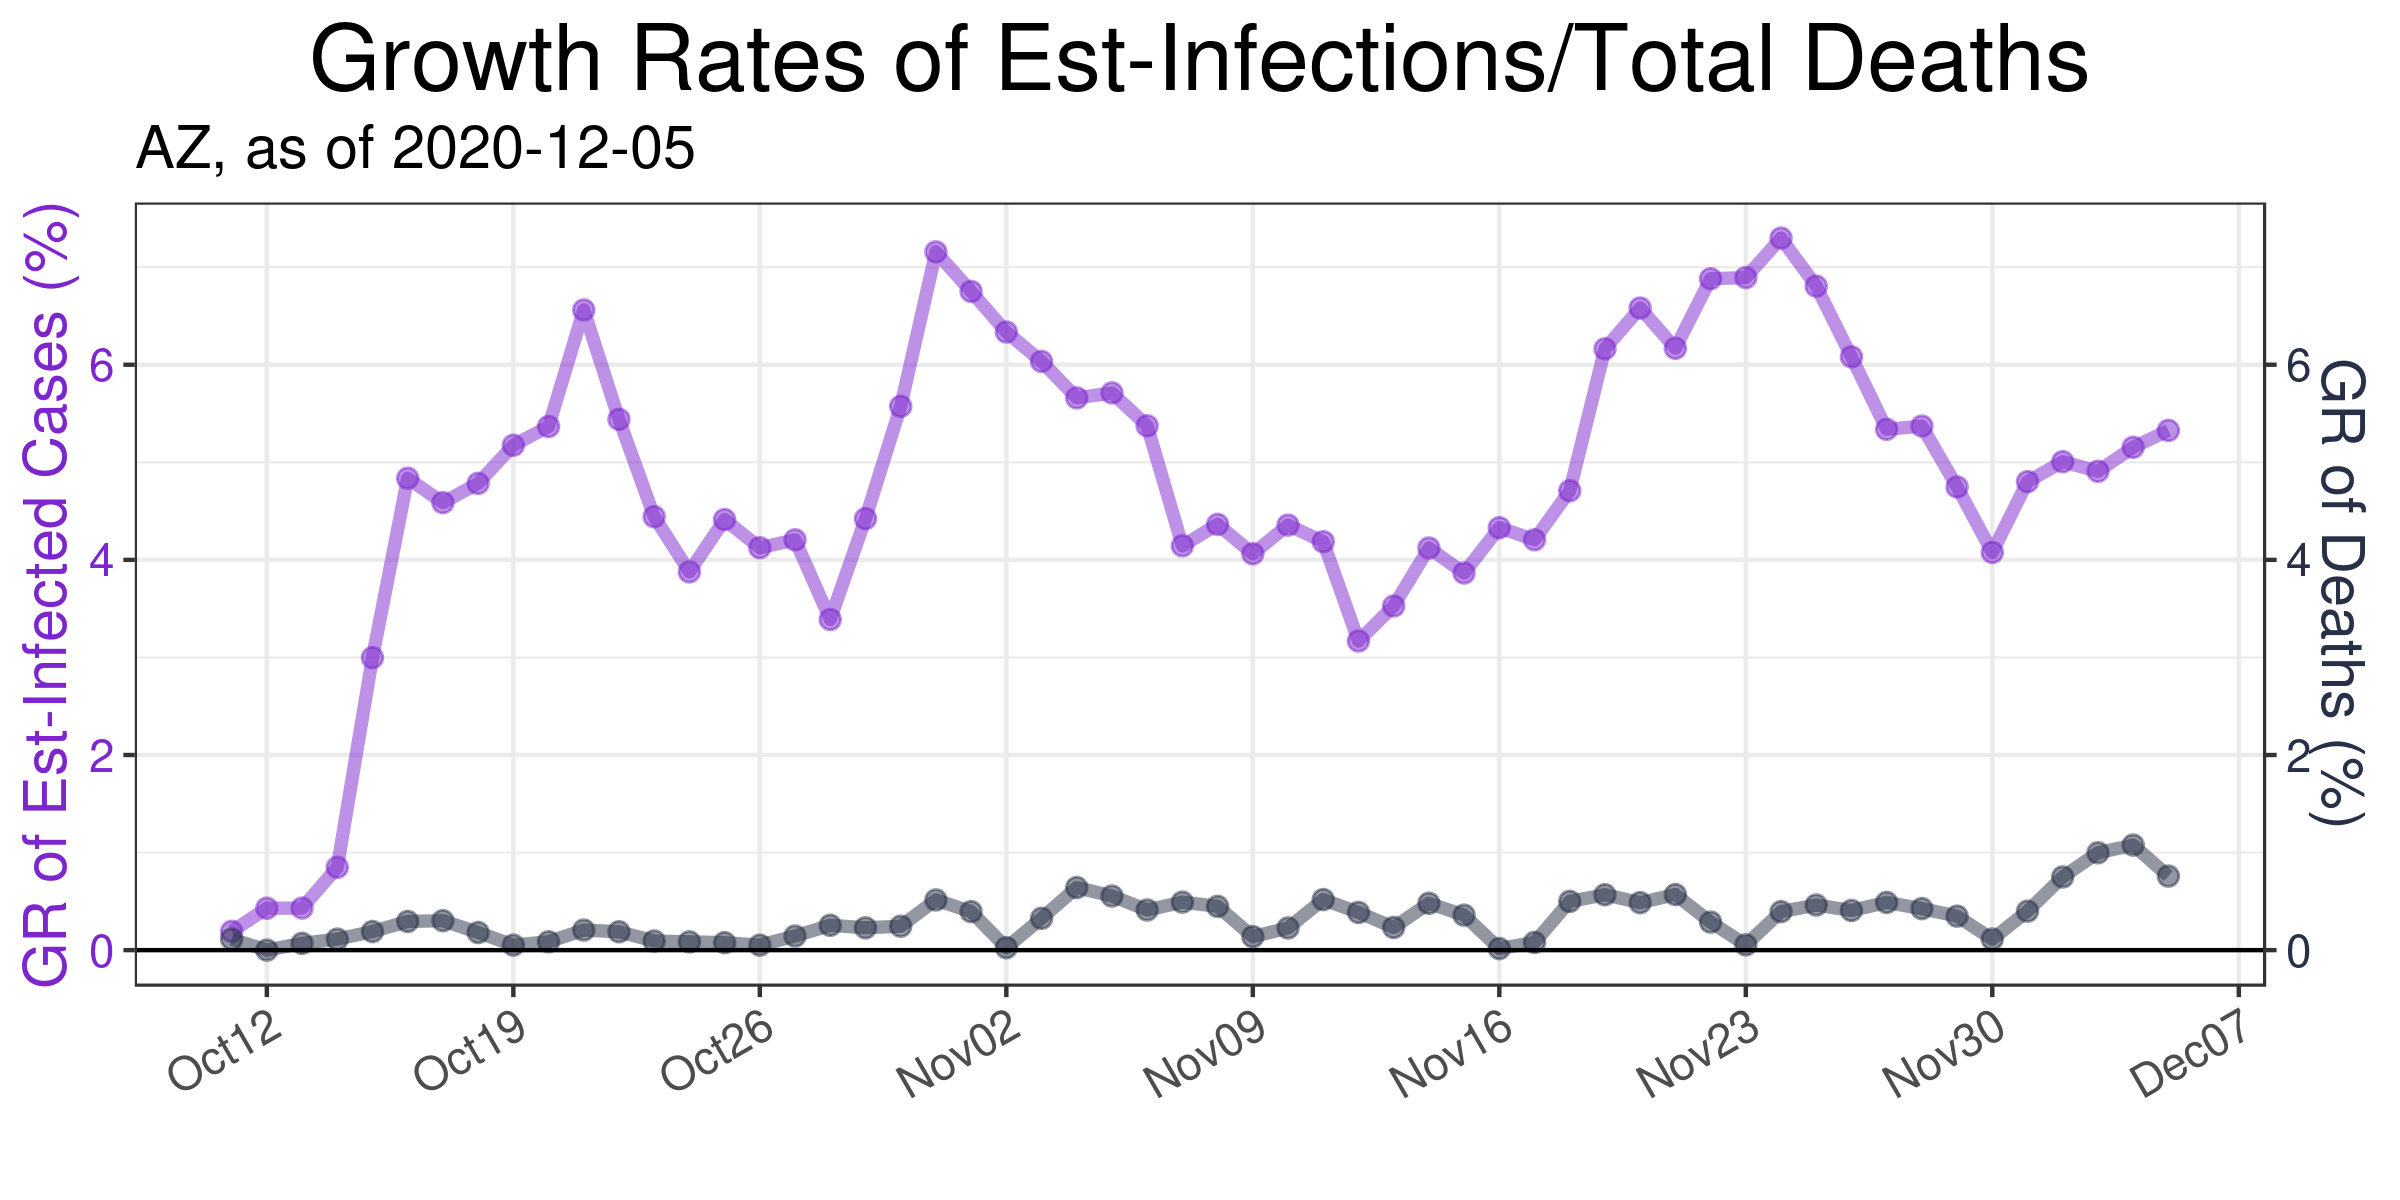 Growth Rates of Est-Infections/Total Deaths
AZ, as of 2020-12-05
GR of Est-Infected Cases (%)
6
4
2
0
6
4
2
0
GR of Deaths (%)
Oct12
Oct19
Oct26
Nov02
Nov09
Nov16
Nov23
Nov30
Dec07